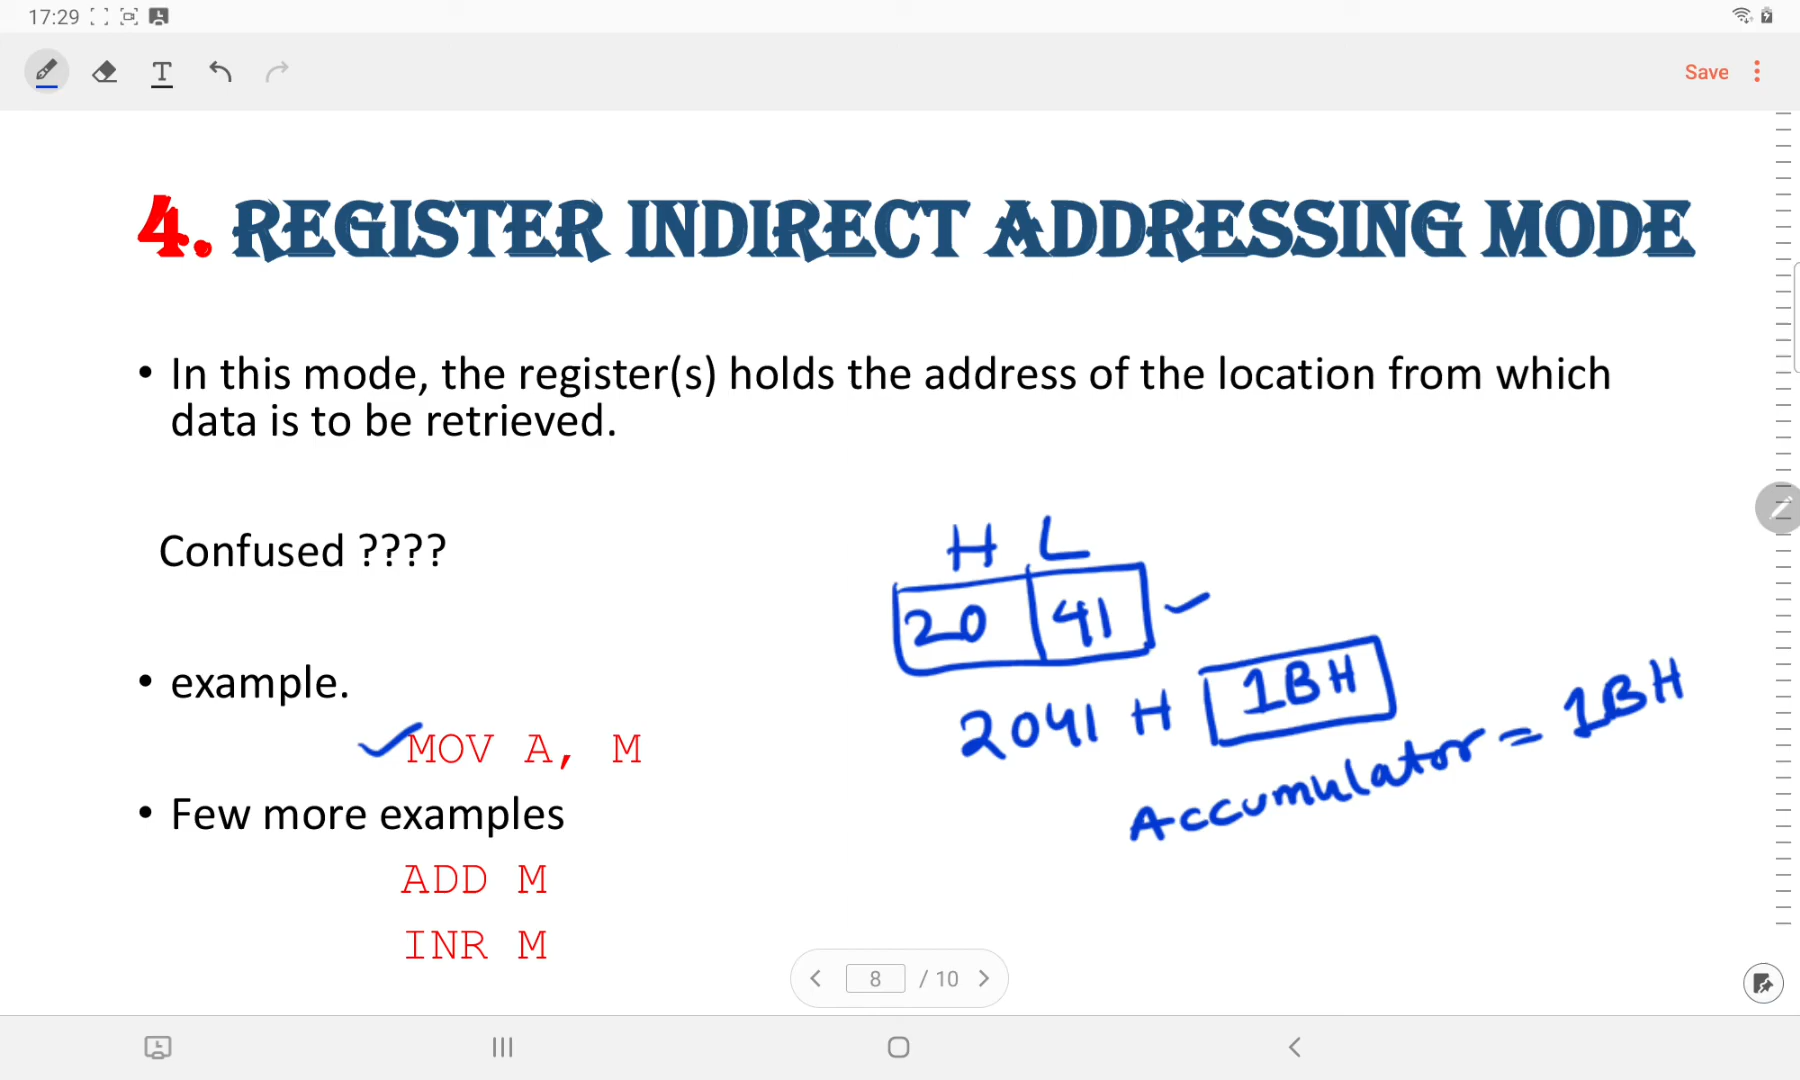 17:29
Save
4. REGISTER INDIRECT ADDRESSING MODE
• In this mode, the register(s) holds the address of the location from which
data is to be retrieved.
Confused ????
H L
20 41
• example.
2041 H 1BH
MOV A, M
Accumulator = 1BH
• Few more examples
ADD M
INR M
8 / 10